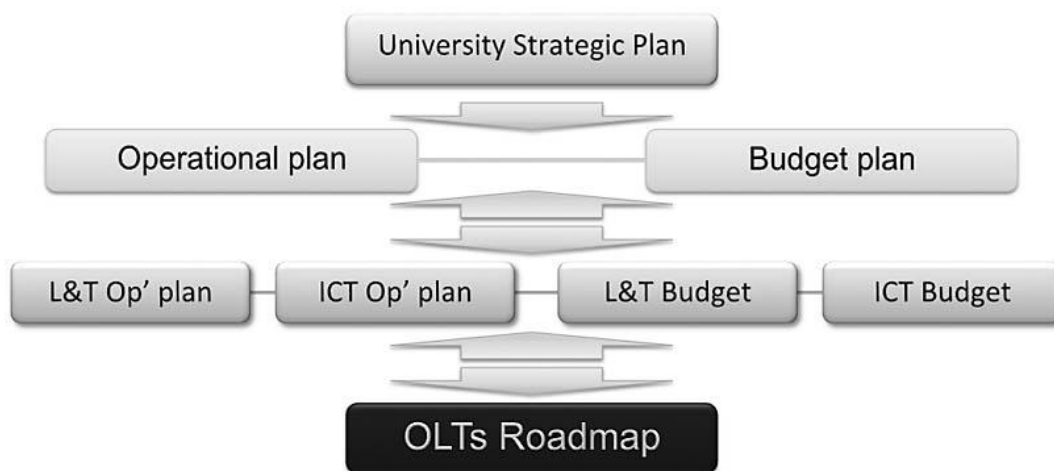 University Strategic Plan
Operational plan
Budget plan
L&T Op’ plan
ICT Op’ plan
L&T Budget
ICT Budget
OLTs Roadmap